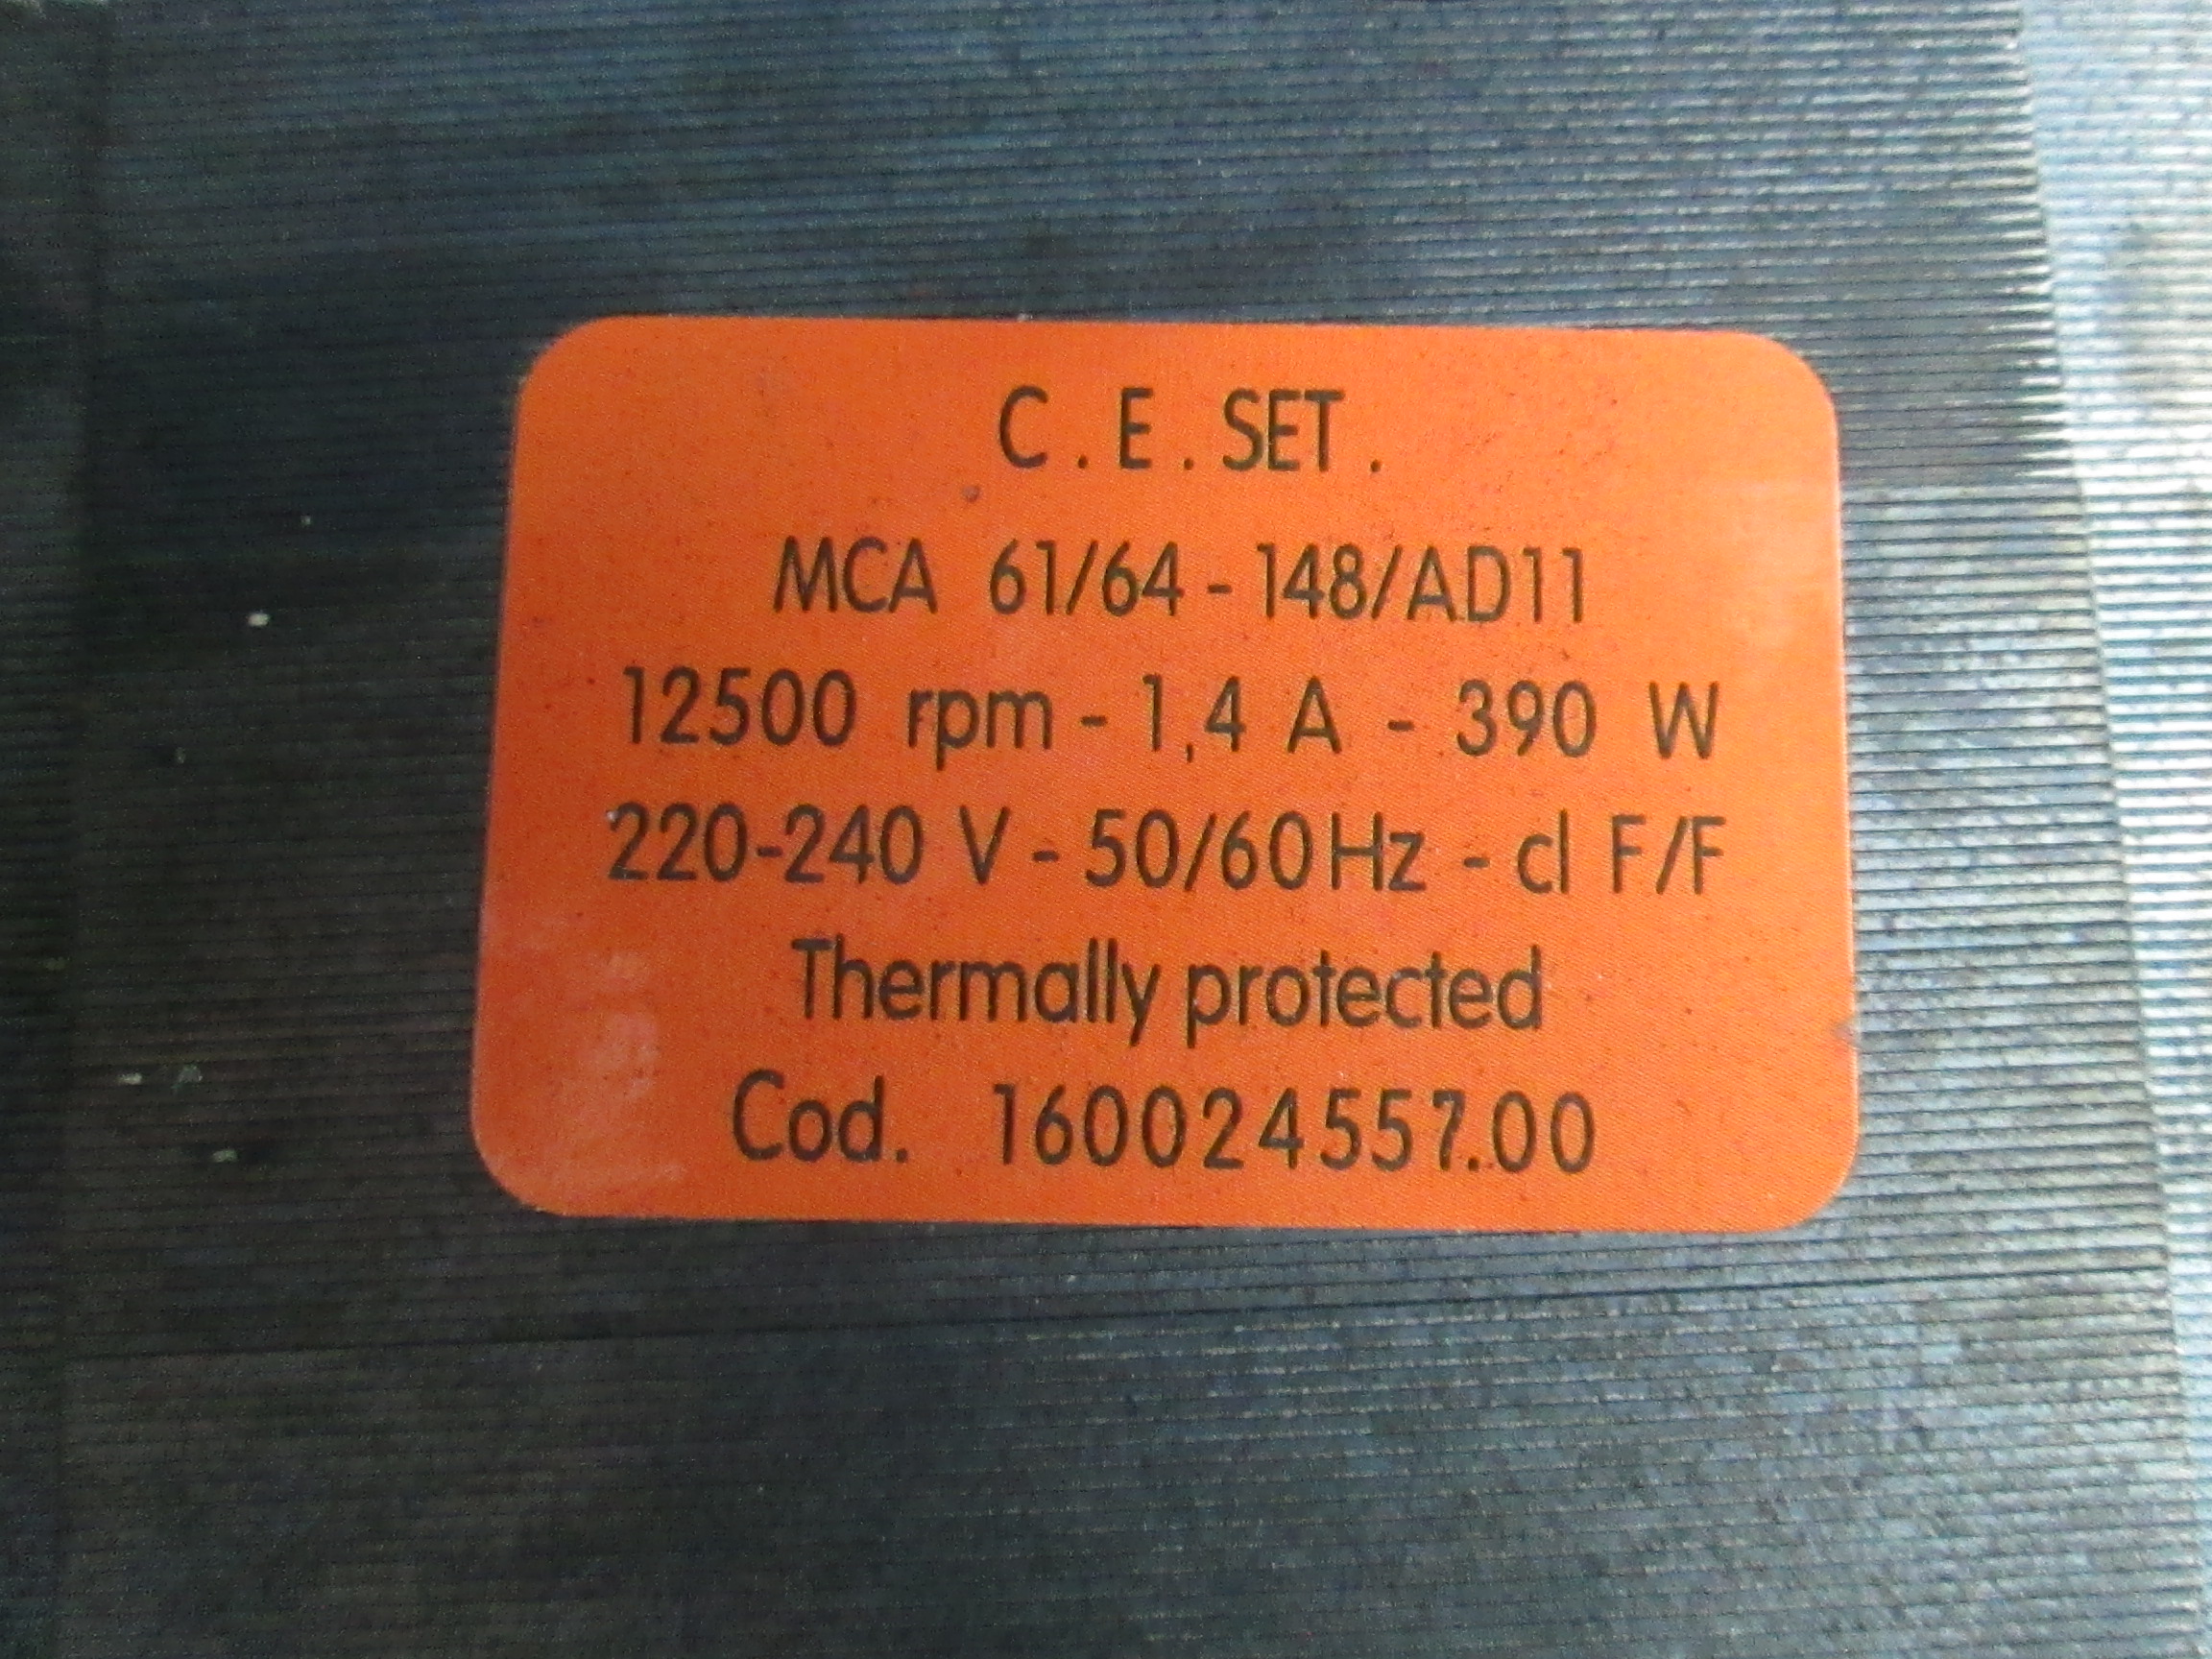 C.E.SET.
MCA 61/64-148/AD11
12500 rpm - 1,4 A - 390 W
220-240 V - 50/60Hz - cl F/F
Thermally protected
Cod. 160024557.00